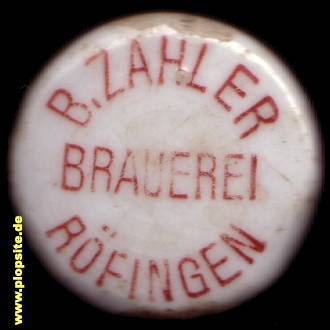 B. ZAHLER
BRAUEREI
RÖFINGEN
www.plopsite.de